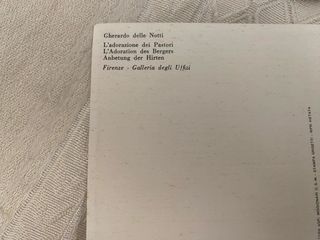 Gherardo delle Notti
L'adorazione dei Pastori
L'Adoration des Bergers
Anbetung der Hirten
Firenze - Galleria degli Uffizi